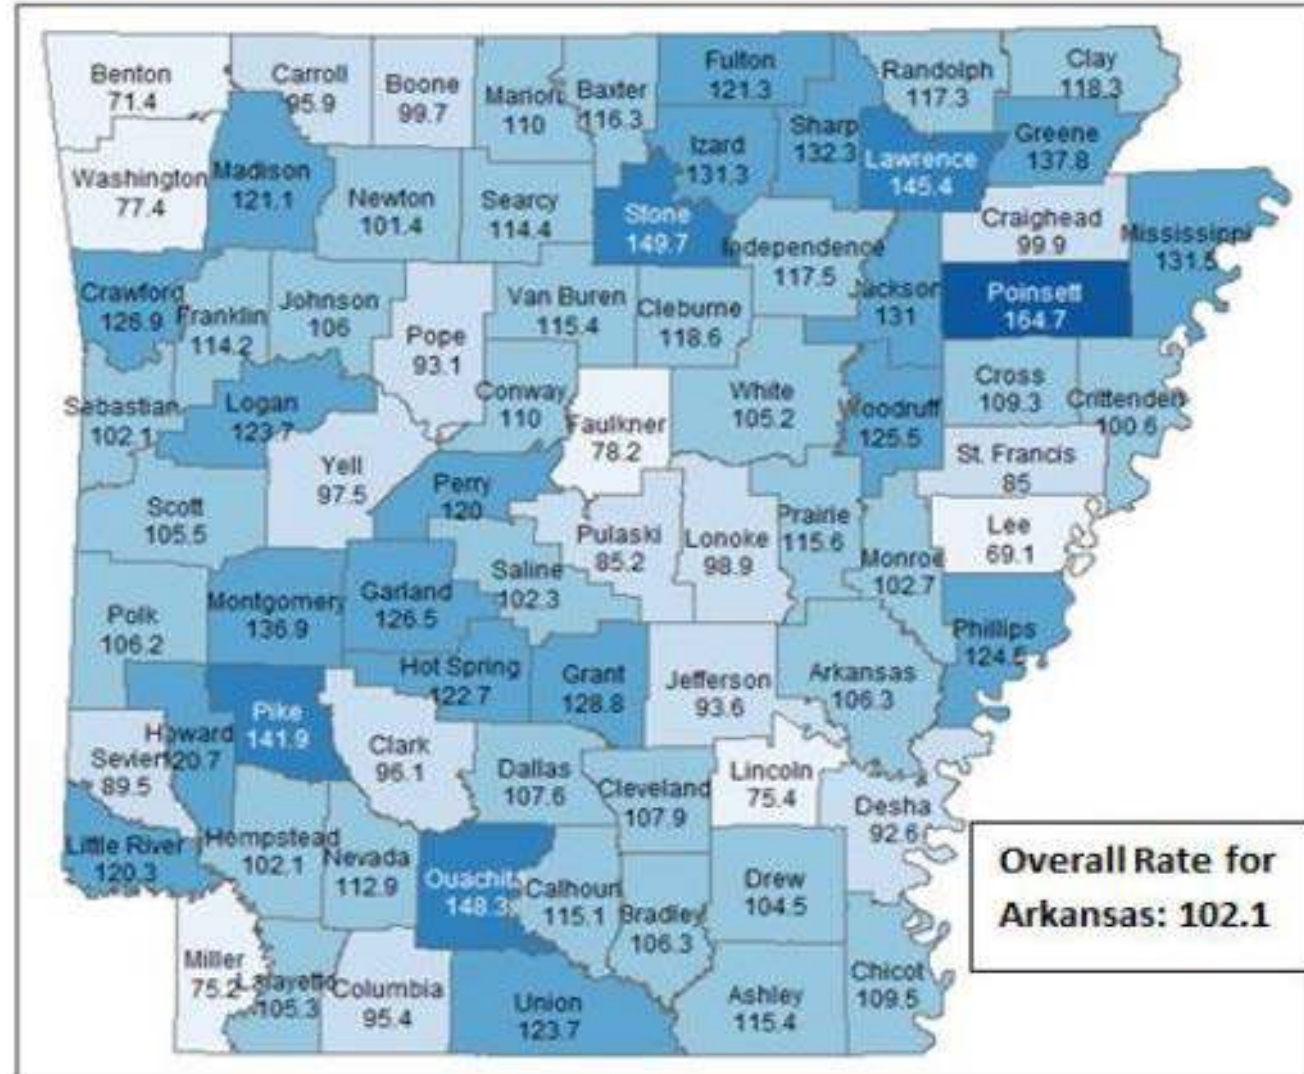 Benton
71.4
Carroll
95.9
Boone
99.7
Marion
110
Baxter
116.3
Fulton
121.3
Randolph
117.3
Clay
118.3
Washington
77.4
Madison
121.1
Newton
101.4
Searcy
114.4
Stone
149.7
Izard
131.3
Sharp
132.3
Lawrence
145.4
Greene
137.8
Independence
117.5
Jackson
131
Craighead
99.9
Mississippi
131.5
Crawford
126.9
Franklin
114.2
Johnson
106
Pope
93.1
Van Buren
115.4
Cleburne
118.6
Poinsett
164.7
Sebastian
102.1
Logan
123.7
Conway
110
Faulkner
78.2
White
105.2
Woodruff
125.5
Cross
109.3
Crittenden
100.6
Yell
97.5
Perry
120
St. Francis
85
Scott
105.5
Pulaski
85.2
Lonoke
98.9
Prairie
115.6
Monroe
102.7
Lee
69.1
Saline
102.3
Polk
106.2
Montgomery
136.9
Garland
126.5
Hot Spring
122.7
Grant
128.8
Jefferson
93.6
Arkansas
106.3
Phillips
124.6
Sevier
89.5
Howard
120.7
Pike
141.9
Clark
96.1
Dallas
107.6
Cleveland
107.9
Lincoln
75.4
Desha
92.6
Little River
120.3
Hempstead
102.1
Nevada
112.9
Ouachita
148.3
Calhoun
115.1
Bradley
106.3
Drew
104.5
Overall Rate for
Arkansas: 102.1
Miller
75.2
Lafayette
105.3
Columbia
95.4
Union
123.7
Ashley
115.4
Chicot
109.5